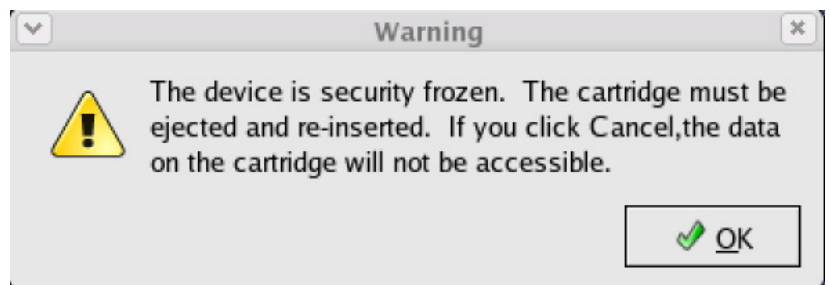 Warning
The device is security frozen.  The cartridge must be
ejected and re-inserted.  If you click Cancel,the data
on the cartridge will not be accessible.
OK